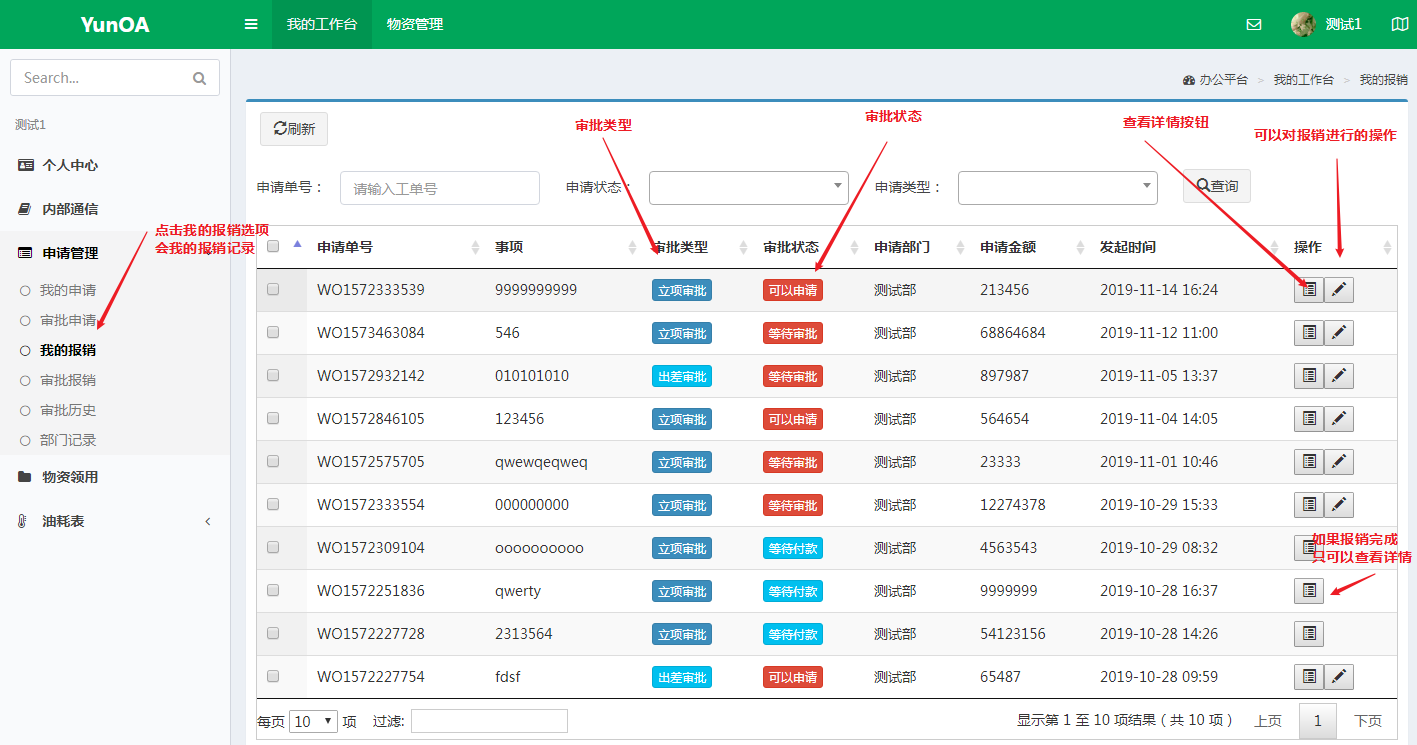 YunOA
我的工作台 物资管理
测试1
Search...
办公平台 > 我的工作台 > 我的报销
测试1
个人中心
内部通信
申请管理
我的申请
审批申请
我的报销
审批报销
审批历史
部门记录
物资领用
油耗表
点击我的报销选项
会我的报销记录
刷新
审批类型
审批状态
查看详情按钮
可以对报销进行的操作
申请单号： 请输入工单号 申请状态： 申请类型： 查询
申请单号 事项 审批类型 审批状态 申请部门 申请金额 发起时间 操作
WO1572333539 9999999999 立项审批 可以申请 测试部 213456 2019-11-14 16:24
WO1573463084 546 立项审批 等待审批 测试部 68864684 2019-11-12 11:00
WO1572932142 010101010 出差审批 等待审批 测试部 897987 2019-11-05 13:37
WO1572846105 123456 立项审批 可以申请 测试部 564654 2019-11-04 14:05
WO1572575705 qwewqeqweq 立项审批 等待审批 测试部 23333 2019-11-01 10:46
WO1572333554 000000000 立项审批 等待审批 测试部 12274378 2019-10-29 15:33
WO1572309104 oooooooooo 立项审批 等待付款 测试部 4563543 2019-10-29 08:32
WO1572251836 qwerty 立项审批 等待付款 测试部 9999999 2019-10-28 16:37
WO1572227728 2313564 立项审批 等待付款 测试部 54123156 2019-10-28 14:26
WO1572227754 fdsf 出差审批 可以申请 测试部 65487 2019-10-28 09:59
如果报销完成
只可以查看详情
每页 10 项 过滤:
显示第 1 至 10 项结果（共 10 项） 上页 1 下页